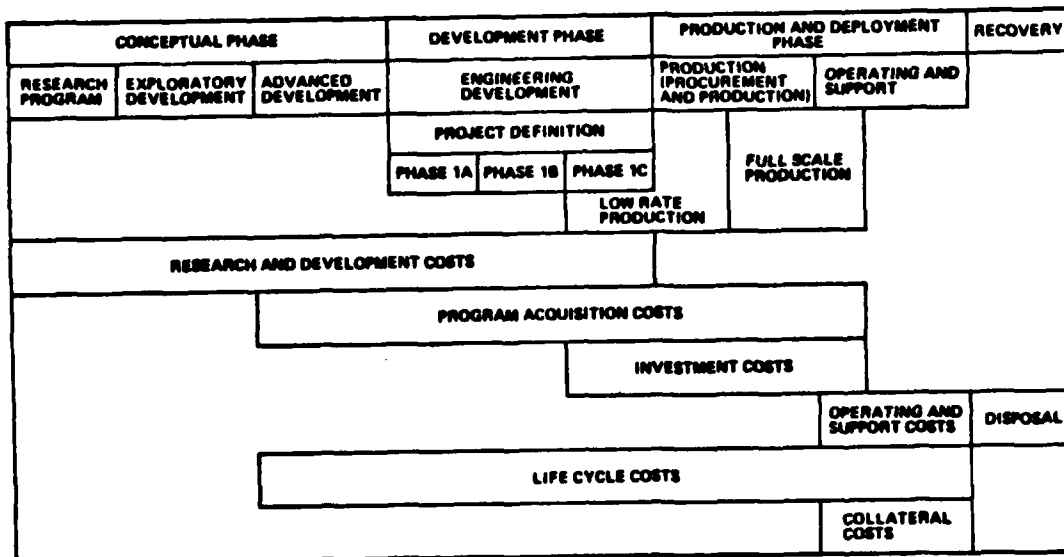 CONCEPTUAL PHASE
DEVELOPMENT PHASE
PRODUCTION AND DEPLOYMENT
PHASE
RECOVERY
RESEARCH
PROGRAM
EXPLORATORY
DEVELOPMENT
ADVANCED
DEVELOPMENT
ENGINEERING
DEVELOPMENT
PRODUCTION
(PROCUREMENT
AND PRODUCTION)
OPERATING AND
SUPPORT
PROJECT DEFINITION
PHASE 1A
PHASE 1B
PHASE 1C
FULL SCALE
PRODUCTION
LOW RATE
PRODUCTION
RESEARCH AND DEVELOPMENT COSTS
PROGRAM ACQUISITION COSTS
INVESTMENT COSTS
OPERATING AND
SUPPORT COSTS
DISPOSAL
LIFE CYCLE COSTS
COLLATERAL
COSTS